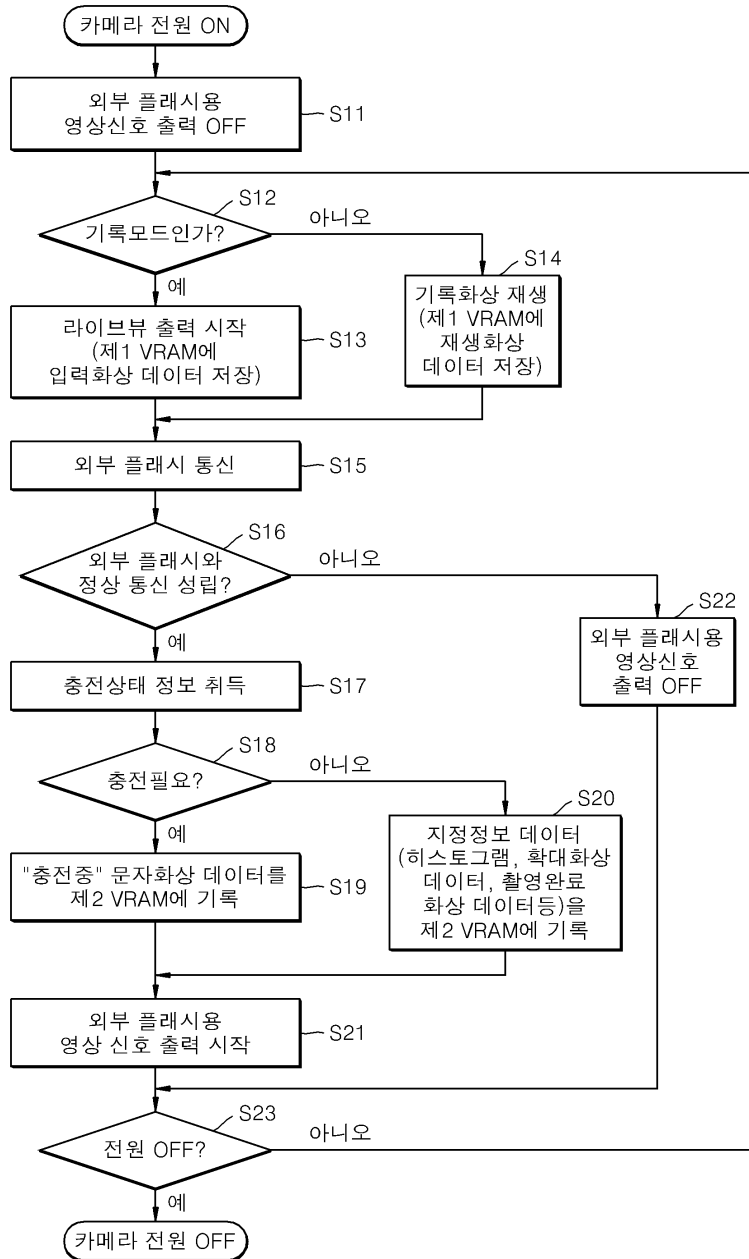 카메라 전원 ON
외부 플래시용
영상신호 출력 OFF
S11
S12
기록모드인가?
아니오
예
S14
기록화상 재생
(제1 VRAM에
재생화상
데이터 저장)
라이브뷰 출력 시작
(제1 VRAM에
입력화상 데이터 저장)
S13
외부 플래시 통신
S15
S16
외부 플래시와
정상 통신 성립?
아니오
예
S22
외부 플래시용
영상신호
출력 OFF
충전상태 정보 취득
S17
S18
충전필요?
아니오
예
S20
지정정보 데이터
(히스토그램, 확대화상
데이터, 촬영완료
화상 데이터등)을
제2 VRAM에 기록
"충전중" 문자화상 데이터를
제2 VRAM에 기록
S19
외부 플래시용
영상 신호 출력 시작
S21
S23
전원 OFF?
아니오
예
카메라 전원 OFF